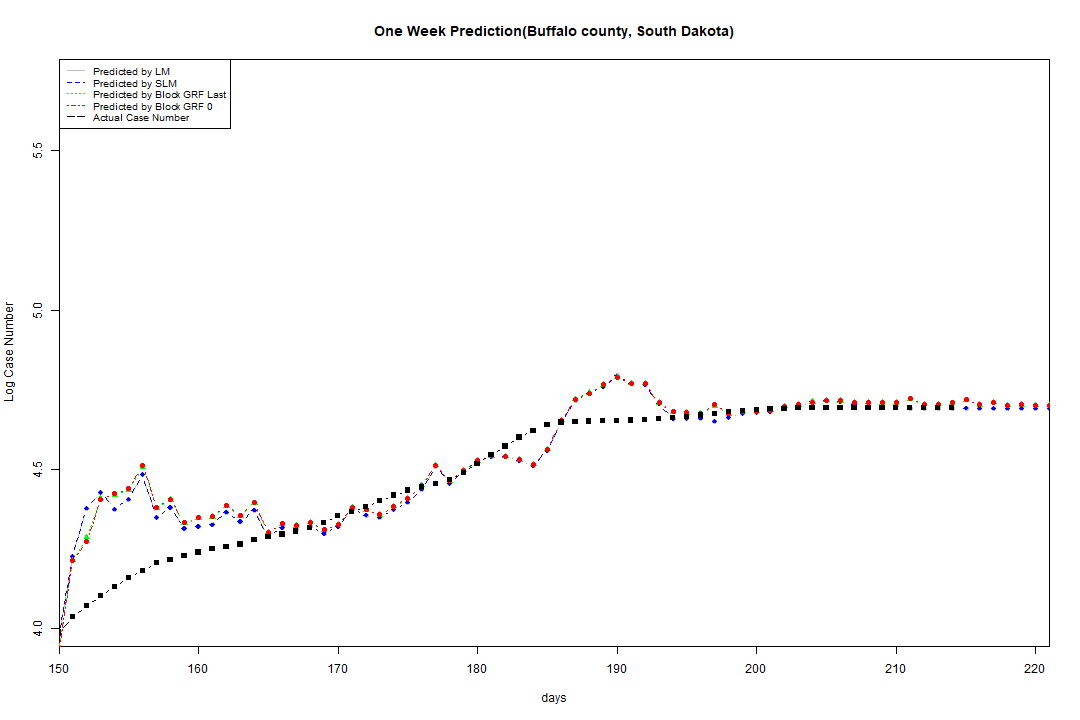 One Week Prediction(Buffalo county, South Dakota)
Predicted by LM
Predicted by SLM
Predicted by Block GRF Last
Predicted by Block GRF 0
Actual Case Number
5.5
5.0
4.5
4.0
Log Case Number
150 160 170 180 190 200 210 220
days